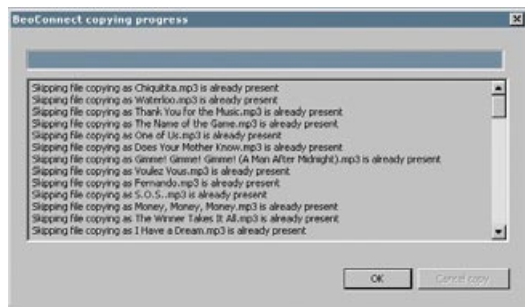 BeoConnect copying progress
Skipping file copying as Chiquitita.mp3 is already present
Skipping file copying as Waterloo.mp3 is already present
Skipping file copying as Thank You for the Music.mp3 is already present
Skipping file copying as The Name of the Game.mp3 is already present
Skipping file copying as One of Us.mp3 is already present
Skipping file copying as Does Your Mother Know.mp3 is already present
Skipping file copying as Gimme! Gimme! Gimme! (A Man After Midnight).mp3 is already present
Skipping file copying as Voulez Vous.mp3 is already present
Skipping file copying as Fernando.mp3 is already present
Skipping file copying as S.O.S..mp3 is already present
Skipping file copying as Money, Money, Money.mp3 is already present
Skipping file copying as The Winner Takes It All.mp3 is already present
Skipping file copying as I Have a Dream.mp3 is already present
OK
Cancel copy